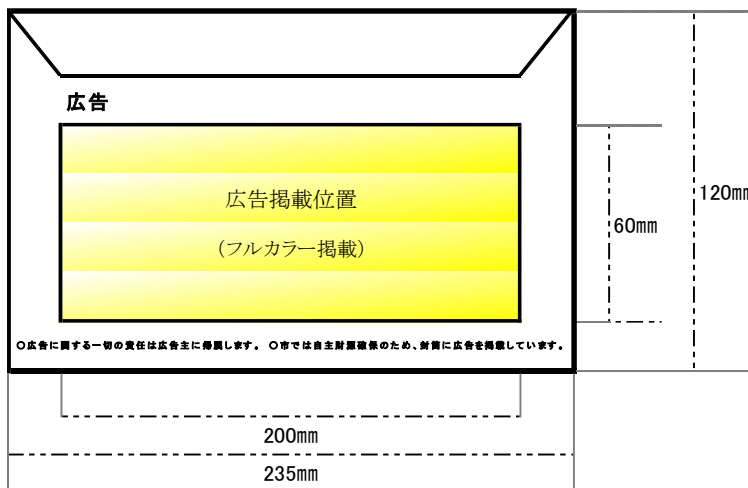 広告
広告掲載位置
(フルカラー掲載)
○広告に関する一切の責任は広告主に帰属します。 ○市では自主財源確保のため、封筒に広告を掲載しています。
60mm
120mm
200mm
235mm